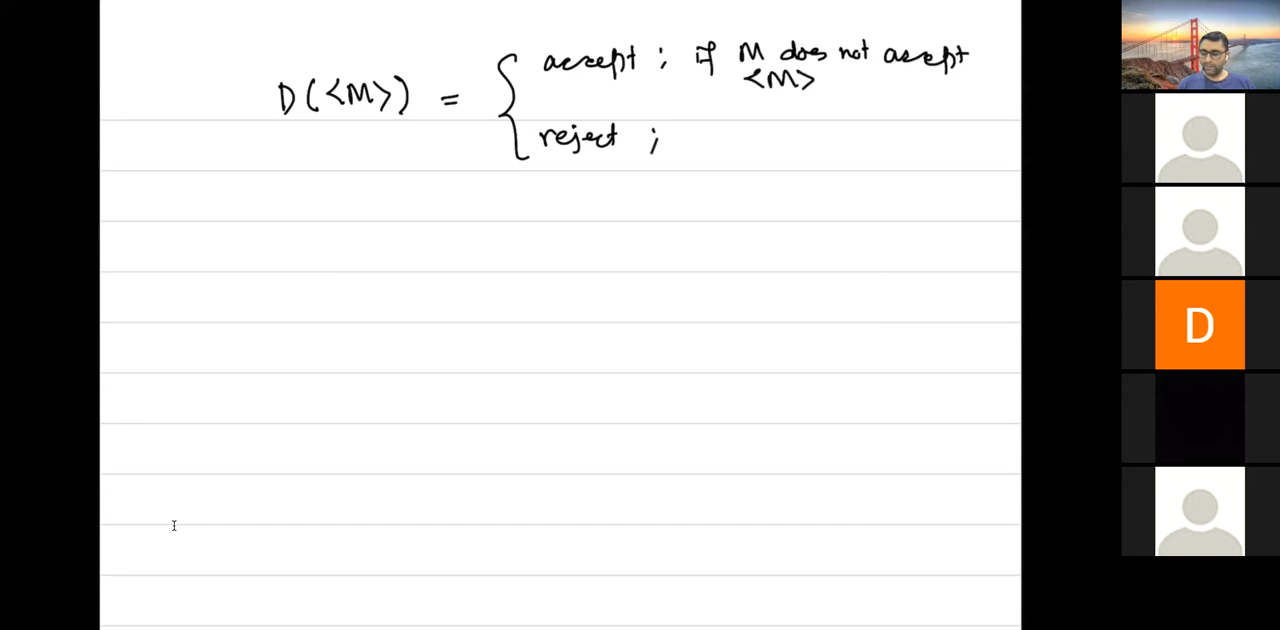 D(<M>) = { accept ; if M does not accept
<M>
reject ;
D